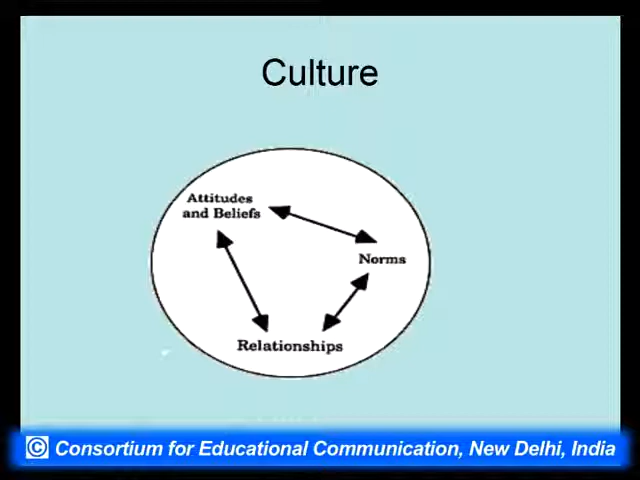 Culture
Attitudes
and Beliefs
Norms
Relationships
© Consortium for Educational Communication, New Delhi, India